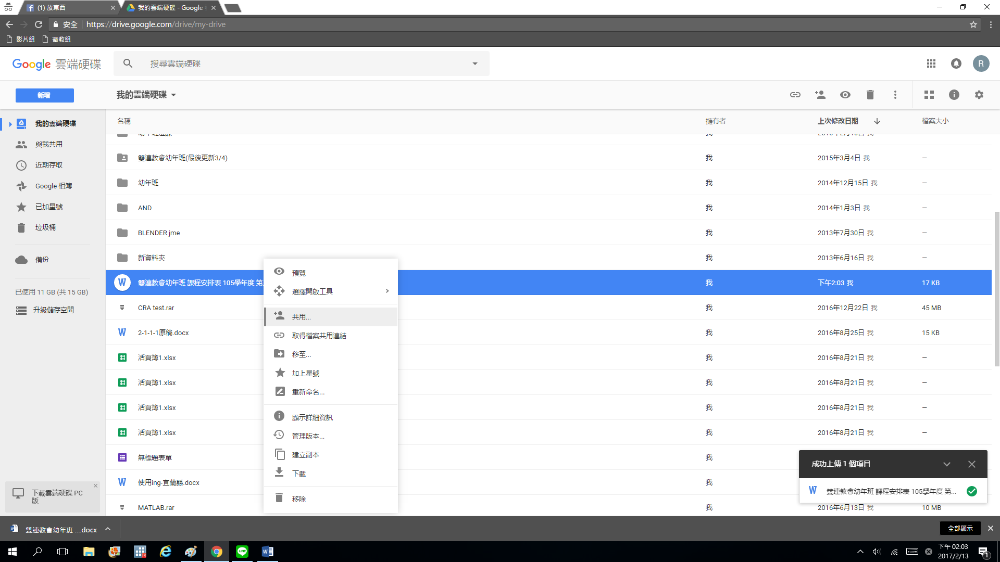 (1) 放東西
我的雲端硬碟 - Google
安全 https://drive.google.com/drive/my-drive
影片組 衛教組
Google 雲端硬碟
搜尋雲端硬碟
R
新增
我的雲端硬碟
我的雲端硬碟
與我共用
近期存取
Google 相簿
已加星號
垃圾桶
備份
已使用 11 GB (共 15 GB)
升級儲存空間
下載雲端硬碟 PC
版
名稱 擁有者 上次修改日期 檔案大小
雙連教會幼年班(最後更新3/4) 我 2015年3月4日 我 —
幼年班 我 2014年12月15日 我 —
AND 我 2014年1月3日 我 —
BLENDER jme 我 2013年7月30日 我 —
新資料夾 我 2013年6月16日 我 —
雙連教會幼年班 課程安排表 105學年度 第 我 下午2:03 我 17 KB
CRA test.rar 我 2016年12月22日 我 45 MB
2-1-1-1原稿.docx 我 2016年8月25日 我 15 KB
活頁簿1.xlsx 我 2016年8月21日 我 —
活頁簿1.xlsx 我 2016年8月21日 我 —
活頁簿1.xlsx 我 2016年8月21日 我 —
活頁簿1.xlsx 我 2016年8月21日 我 —
無標題表單 我
使用ing-宜蘭縣.docx 我
MATLAB.rar 我 2016年6月13日 我 10 MB
預覽
選擇開啟工具
共用...
取得檔案共用連結
移至...
加上星號
重新命名...
顯示詳細資訊
管理版本...
建立副本
下載
移除
成功上傳 1 個項目
雙連教會幼年班 課程安排表 105學年度 第...
雙連教會幼年班 ....docx
全部顯示
14
LINE
下午 02:03
2017/2/13
1